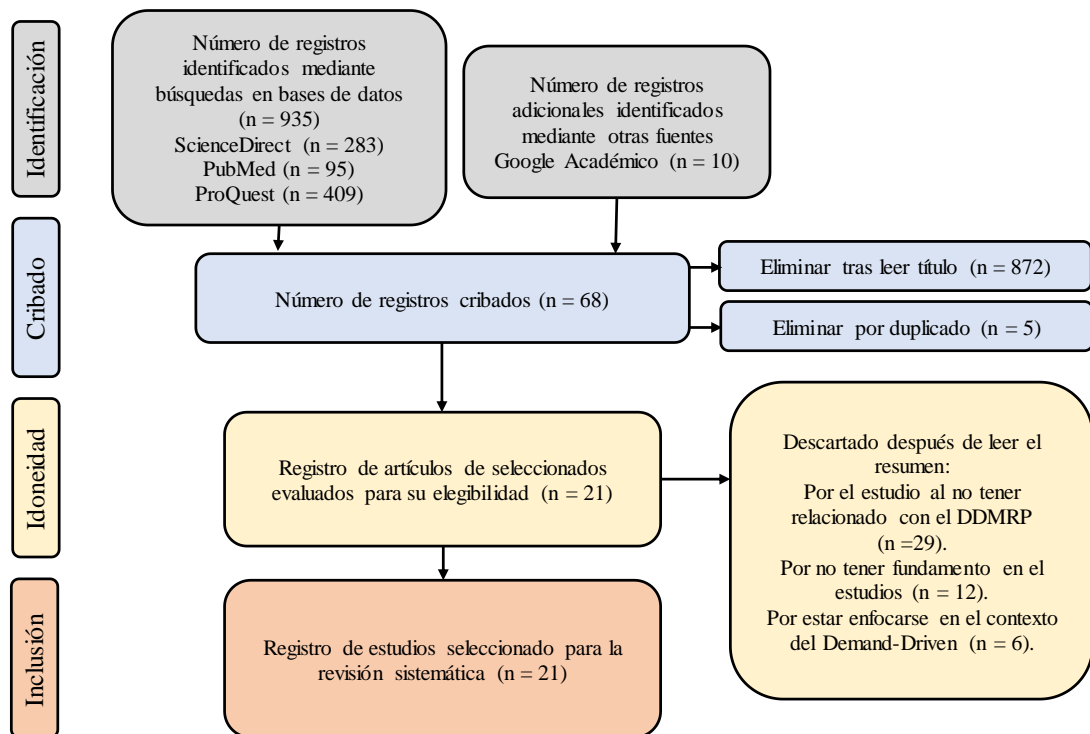 Identificación
Número de registros
identificados mediante
búsquedas en bases de datos
(n = 935)
ScienceDirect (n = 283)
PubMed (n = 95)
ProQuest (n = 409)
Número de registros
adicionales identificados
mediante otras fuentes
Google Académico (n = 10)
Cribado
Número de registros cribados (n = 68)
Eliminar tras leer título (n = 872)
Eliminar por duplicado (n = 5)
Idoneidad
Registro de artículos de seleccionados
evaluados para su elegibilidad (n = 21)
Descartado después de leer el
resumen:
Por el estudio al no tener
relacionado con el DDMRP
(n =29).
Por no tener fundamento en el
estudios (n = 12).
Por estar enfocarse en el contexto
del Demand-Driven (n = 6).
Inclusión
Registro de estudios seleccionado para la
revisión sistemática (n = 21)